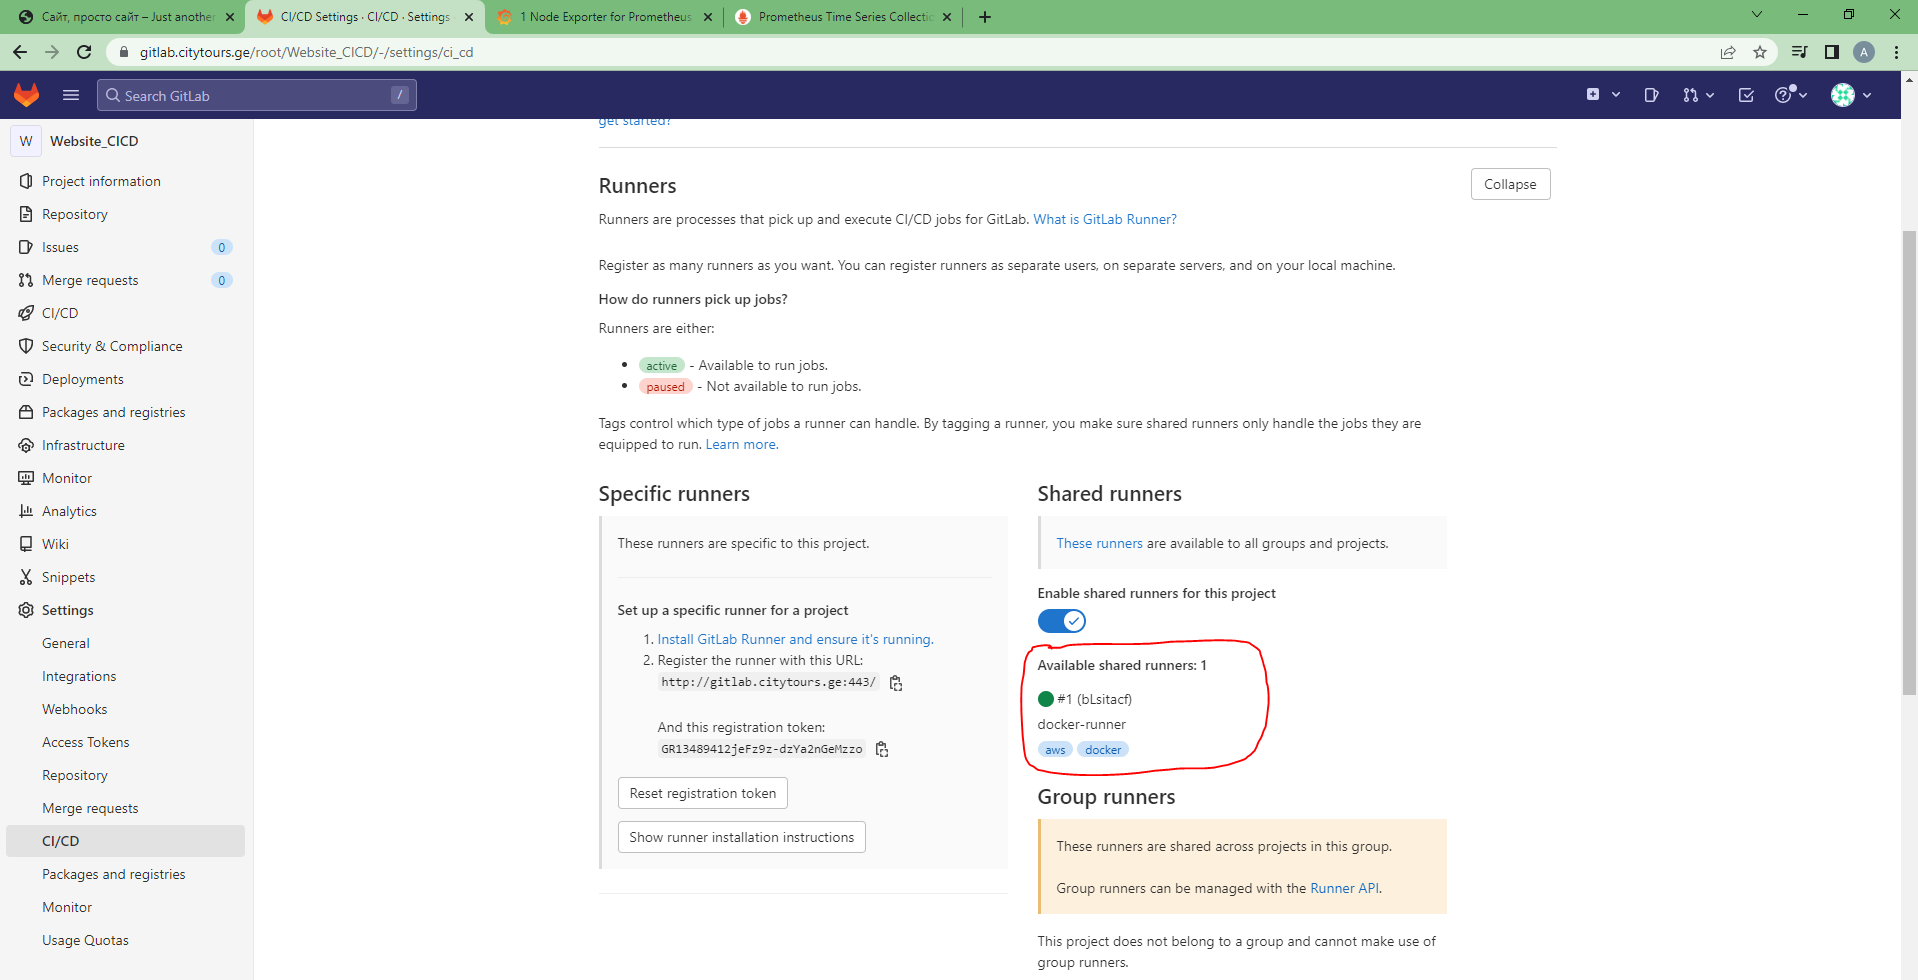 Сайт, просто сайт – Just another
CI/CD Settings · CI/CD · Settings
1 Node Exporter for Prometheus
Prometheus Time Series Collectio
gitlab.citytours.ge/root/Website_CICD/-/settings/ci_cd
A
Search GitLab
/
W Website_CICD
Project information
Repository
Issues 0
Merge requests 0
CI/CD
Security & Compliance
Deployments
Packages and registries
Infrastructure
Monitor
Analytics
Wiki
Snippets
Settings
General
Integrations
Webhooks
Access Tokens
Repository
Merge requests
CI/CD
Packages and registries
Monitor
Usage Quotas
get started?
Runners
Collapse
Runners are processes that pick up and execute CI/CD jobs for GitLab. What is GitLab Runner?
Register as many runners as you want. You can register runners as separate users, on separate servers, and on your local machine.
How do runners pick up jobs?
Runners are either:
active - Available to run jobs.
paused - Not available to run jobs.
Tags control which type of jobs a runner can handle. By tagging a runner, you make sure shared runners only handle the jobs they are
equipped to run. Learn more.
Specific runners
These runners are specific to this project.
Set up a specific runner for a project
1. Install GitLab Runner and ensure it's running.
2. Register the runner with this URL:
http://gitlab.citytours.ge:443/
And this registration token:
GR13489412jeFz9z-dzYa2nGeMzzo
Reset registration token
Show runner installation instructions
Shared runners
These runners are available to all groups and projects.
Enable shared runners for this project
Available shared runners: 1
#1 (bLsitacf)
docker-runner
aws docker
Group runners
These runners are shared across projects in this group.
Group runners can be managed with the Runner API.
This project does not belong to a group and cannot make use of
group runners.